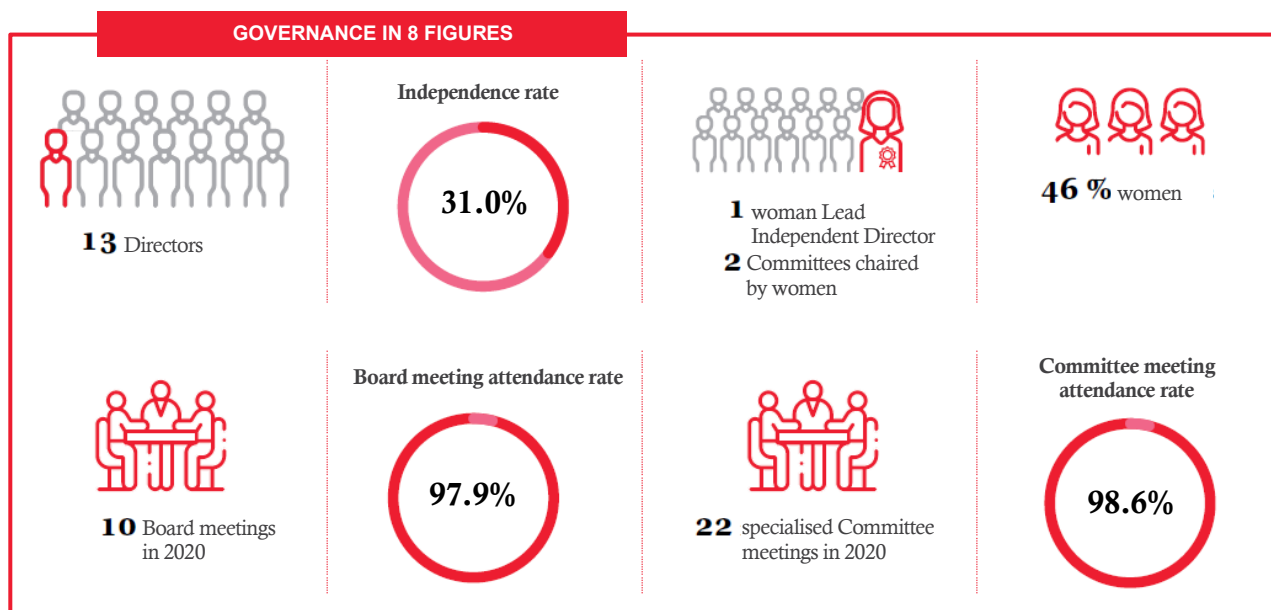 GOVERNANCE IN 8 FIGURES
13 Directors
Independence rate
31.0%
1 woman Lead
Independent Director
2 Committees chaired
by women
46 % women
10 Board meetings
in 2020
Board meeting attendance rate
97.9%
22 specialised Committee
meetings in 2020
Committee meeting
attendance rate
98.6%